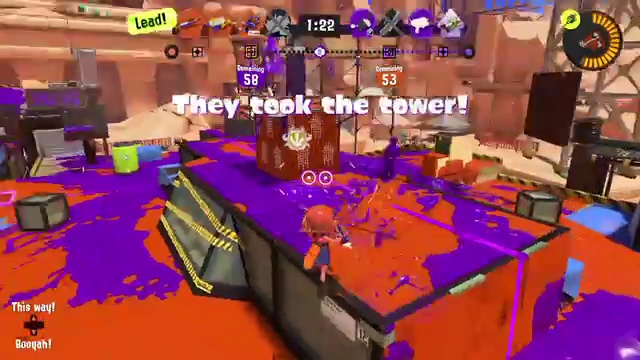 Lead!
1:22
Remaining
58
Remaining
53
They took the tower!
This way!
Booyah!